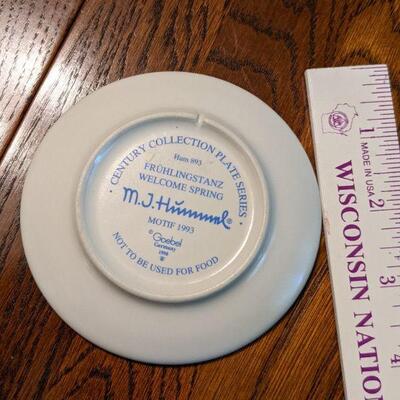 CENTURY COLLECTION PLATE SERIES
Hum 893
FRÜHLINGSTANZ
WELCOME SPRING
M.J.Hummel®
MOTIF 1993
© Goebel
Germany
NOT TO BE USED FOR FOOD
1
2
3
4
MADE IN USA
WISCONSIN NATIO